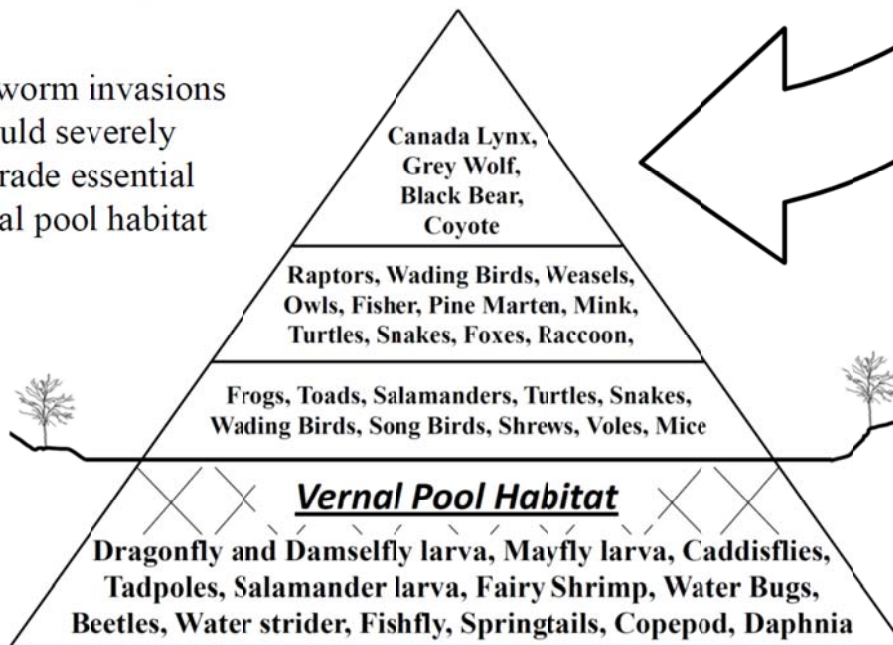 worm invasions
uld severely
rade essential
al pool habitat
Canada Lynx,
Grey Wolf,
Black Bear,
Coyote
Raptors, Wading Birds, Weasels,
Owls, Fisher, Pine Marten, Mink,
Turtles, Snakes, Foxes, Raccoon,
Frogs, Toads, Salamanders, Turtles, Snakes,
Wading Birds, Song Birds, Shrews, Voles, Mice
Vernal Pool Habitat
Dragonfly and Damselfly larva, Mayfly larva, Caddisflies,
Tadpoles, Salamander larva, Fairy Shrimp, Water Bugs,
Beetles, Water strider, Fishfly, Springtails, Copepod, Daphnia